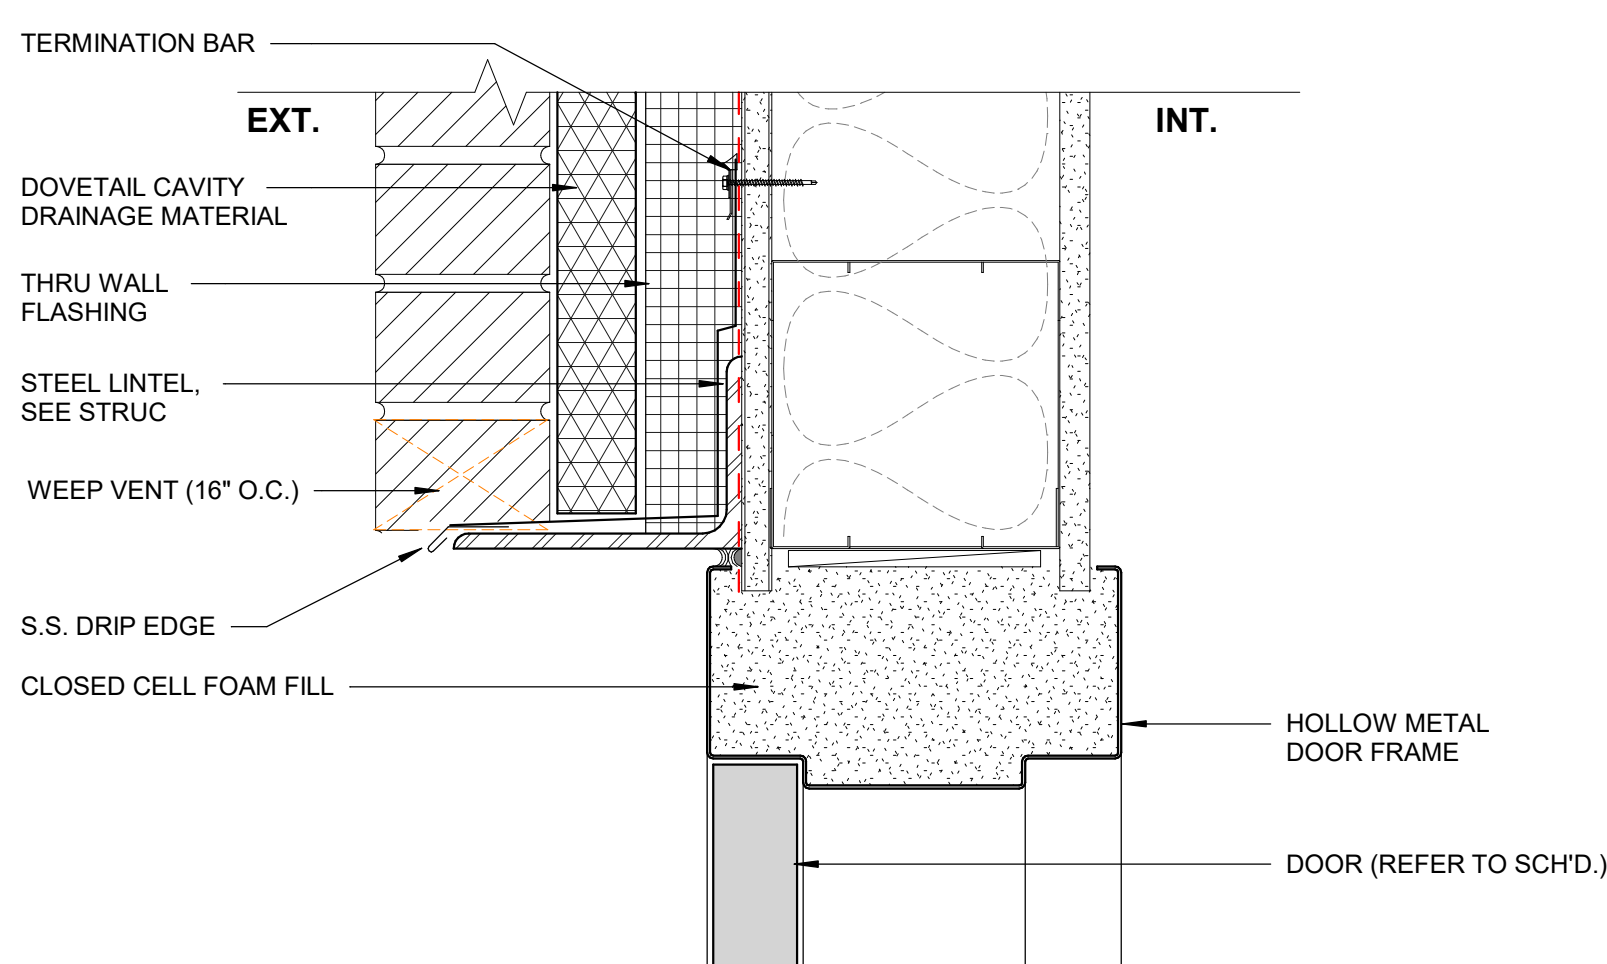 TERMINATION BAR
EXT.
INT.
DOVETAIL CAVITY
DRAINAGE MATERIAL
THRU WALL
FLASHING
STEEL LINTEL,
SEE STRUC
WEEP VENT (16" O.C.)
S.S. DRIP EDGE
CLOSED CELL FOAM FILL
HOLLOW METAL
DOOR FRAME
DOOR (REFER TO SCH'D.)